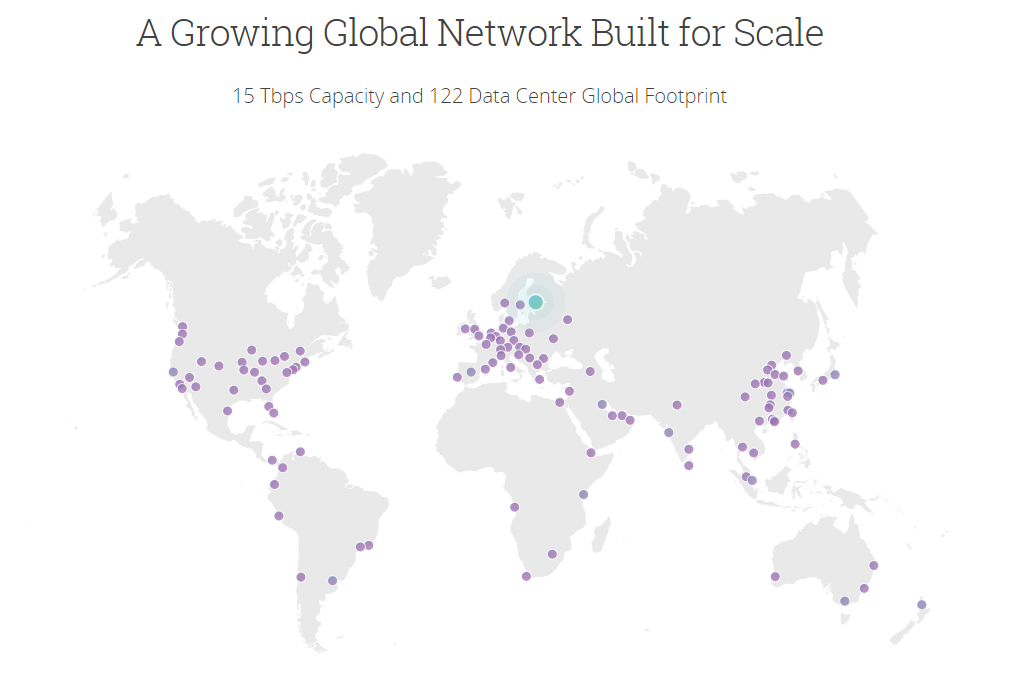 A Growing Global Network Built for Scale
15 Tbps Capacity and 122 Data Center Global Footprint